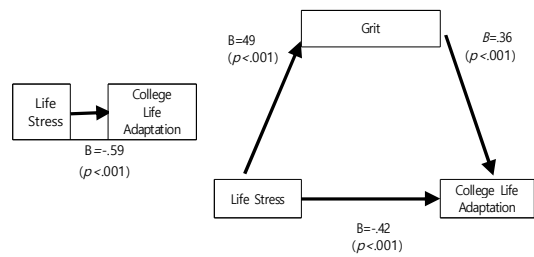 Life
Stress
College
Life
Adaptation
B=-.59
(p<.001)
B=49
(p<.001)
Grit
B=.36
(p<.001)
Life Stress
College Life
Adaptation
B=-.42
(p<.001)